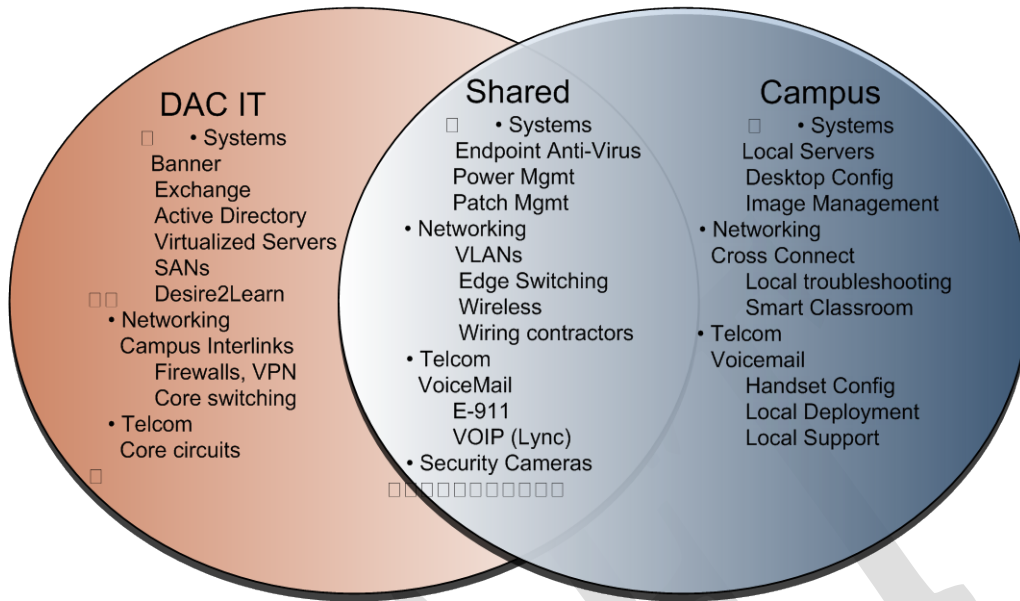 DAC IT
• Systems
Banner
Exchange
Active Directory
Virtualized Servers
SANs
Desire2Learn
• Networking
Campus Interlinks
Firewalls, VPN
Core switching
• Telcom
Core circuits
Shared
• Systems
Endpoint Anti-Virus
Power Mgmt
Patch Mgmt
• Networking
VLANs
Edge Switching
Wireless
Wiring contractors
• Telcom
VoiceMail
E-911
VOIP (Lync)
• Security Cameras
Campus
• Systems
Local Servers
Desktop Config
Image Management
• Networking
Cross Connect
Local troubleshooting
Smart Classroom
• Telcom
Voicemail
Handset Config
Local Deployment
Local Support